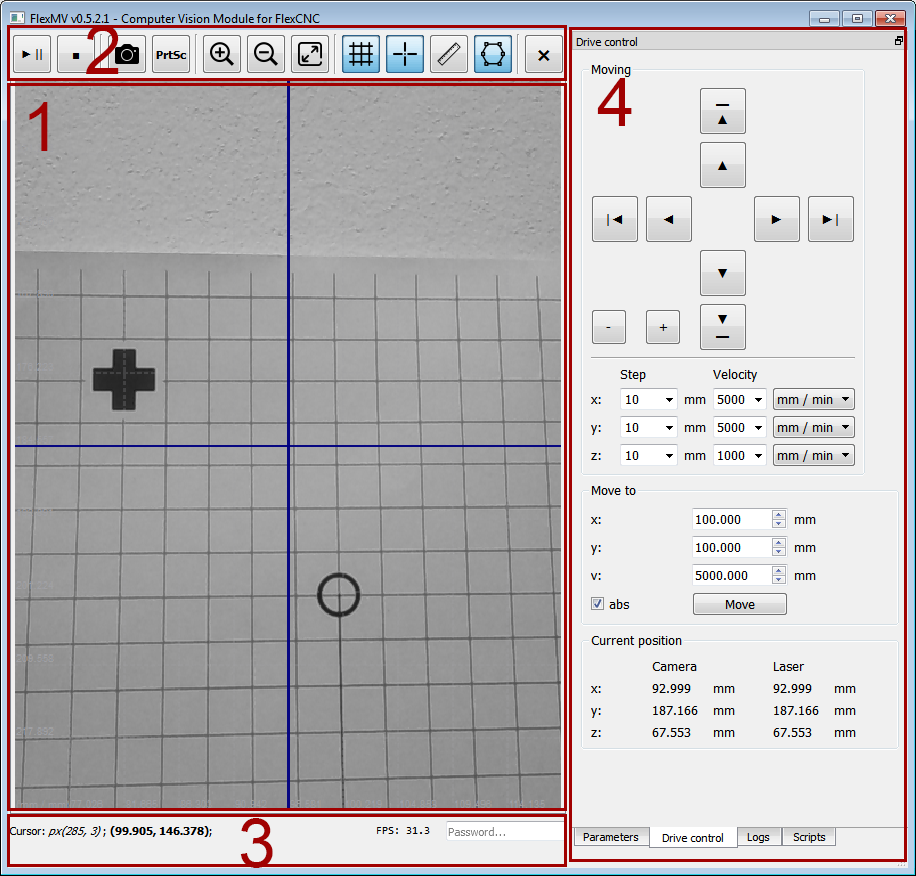 FlexMV v0.5.2.1 - Computer Vision Module for FlexCNC
2
PrtSc
Drive control
1
Moving
4
- +
Step Velocity
x: 10 mm 5000 mm / min
y: 10 mm 5000 mm / min
z: 10 mm 1000 mm / min
Move to
x: 100.000 mm
y: 100.000 mm
v: 5000.000 mm
abs Move
Current position
Camera Laser
x: 92.999 mm 92.999 mm
y: 187.166 mm 187.166 mm
z: 67.553 mm 67.553 mm
Parameters Drive control Logs Scripts
Cursor: px(285, 3) ; (99.905, 146.378);
3
FPS: 31.3
Password...